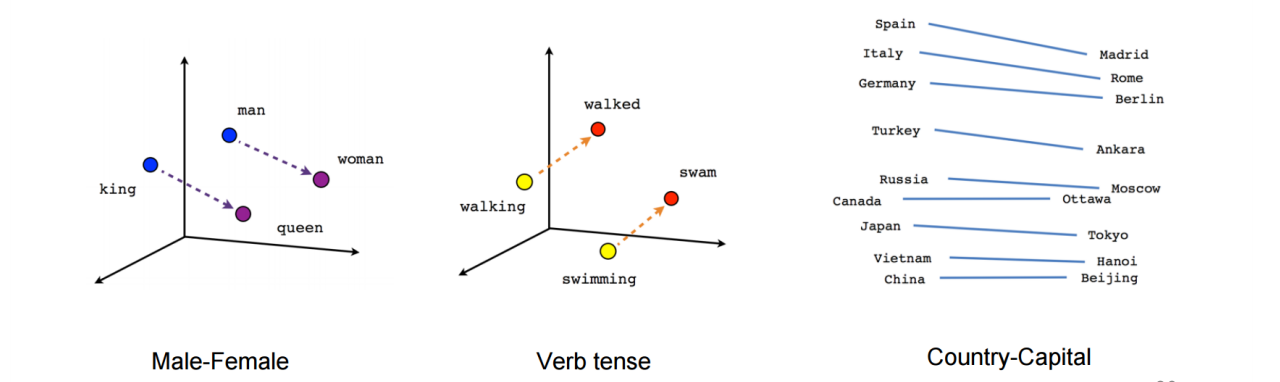 man
woman
king
queen
Male-Female
walked
swam
walking
swimming
Verb tense
Spain
Madrid
Italy
Rome
Germany
Berlin
Turkey
Ankara
Russia
Moscow
Canada
Ottawa
Japan
Tokyo
Vietnam
Hanoi
China
Beijing
Country-Capital